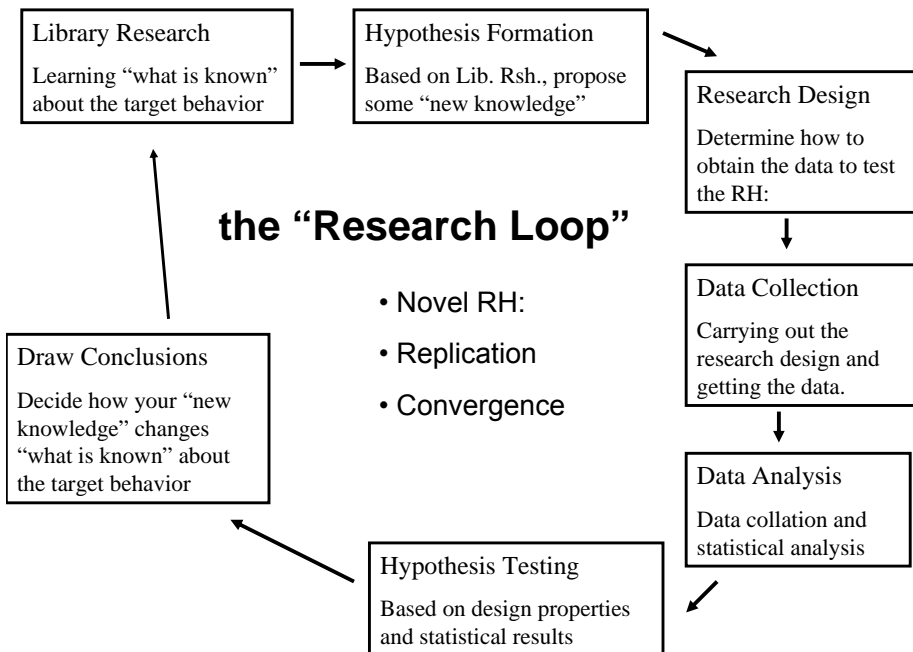 Library Research
Learning “what is known”
about the target behavior
Hypothesis Formation
Based on Lib. Rsh., propose
some “new knowledge”
Research Design
Determine how to
obtain the data to test
the RH:
the “Research Loop”
• Novel RH:
• Replication
• Convergence
Data Collection
Carrying out the
research design and
getting the data.
Data Analysis
Data collation and
statistical analysis
Hypothesis Testing
Based on design properties
and statistical results
Draw Conclusions
Decide how your “new
knowledge” changes
“what is known” about
the target behavior